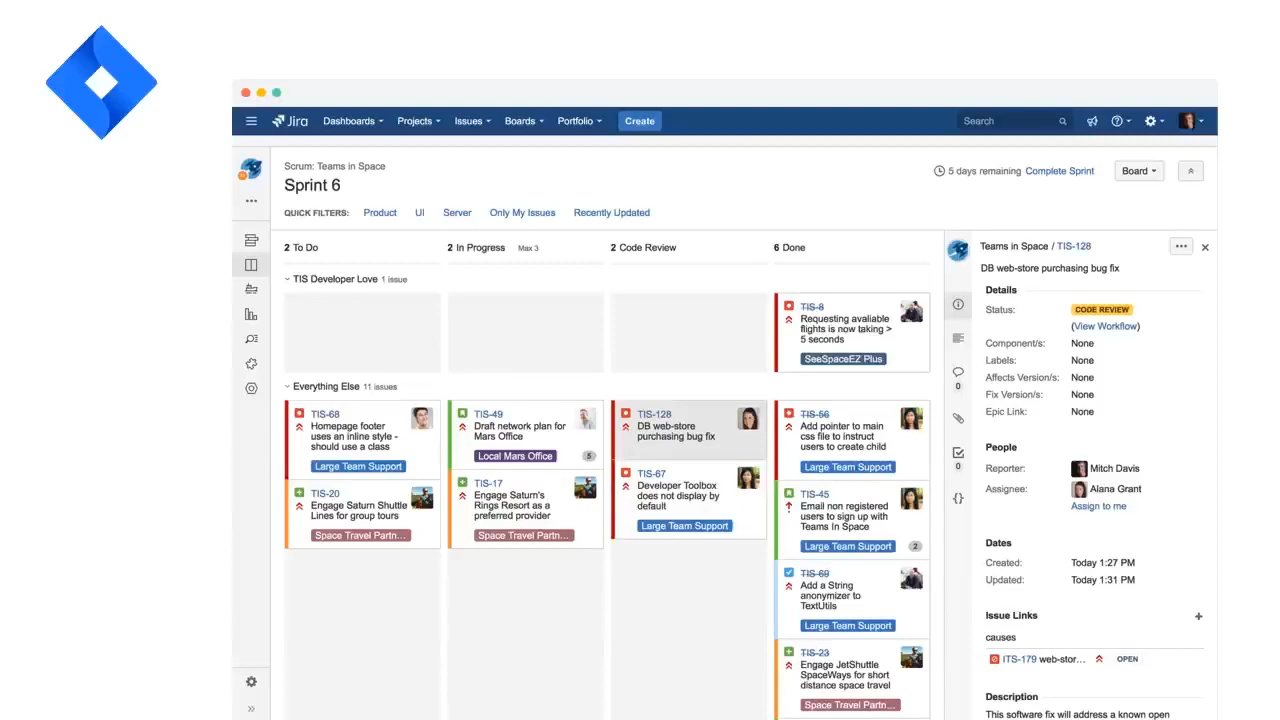 Jira Dashboards Projects Issues Boards Portfolio Create Search
Scrum: Teams in Space
Sprint 6
5 days remaining Complete Sprint Board
QUICK FILTERS: Product UI Server Only My Issues Recently Updated
2 To Do
2 In Progress Max 3
2 Code Review
6 Done
TIS Developer Love 1 issue
TIS-8
Requesting avaliable
flights is now taking >
5 seconds
SeeSpaceEZ Plus
Everything Else 11 issues
TIS-68
Homepage footer
uses an inline style -
should use a class
Large Team Support
TIS-20
Engage Saturn Shuttle
Lines for group tours
Space Travel Partn...
TIS-49
Draft network plan for
Mars Office
Local Mars Office 5
TIS-17
Engage Saturn's
Rings Resort as a
preferred provider
Space Travel Partn...
TIS-128
DB web-store
purchasing bug fix
TIS-67
Developer Toolbox
does not display by
default
Large Team Support
TIS-56
Add pointer to main
css file to instruct
users to create child
Large Team Support
TIS-45
Email non registered
users to sign up with
Teams In Space
Large Team Support 2
TIS-69
Add a String
anonymizer to
TextUtils
Large Team Support
TIS-23
Engage JetShuttle
SpaceWays for short
distance space travel
Space Travel Partn...
Teams in Space / TIS-128
DB web-store purchasing bug fix
Details
Status: CODE REVIEW
(View Workflow)
Component/s: None
Labels: None
Affects Version/s: None
Fix Version/s: None
Epic Link: None
0
0
People
Reporter: Mitch Davis
Assignee: Alana Grant
Assign to me
Dates
Created: Today 1:27 PM
Updated: Today 1:31 PM
Issue Links
causes
ITS-179 web-stor... OPEN
Description
This software fix will address a known open